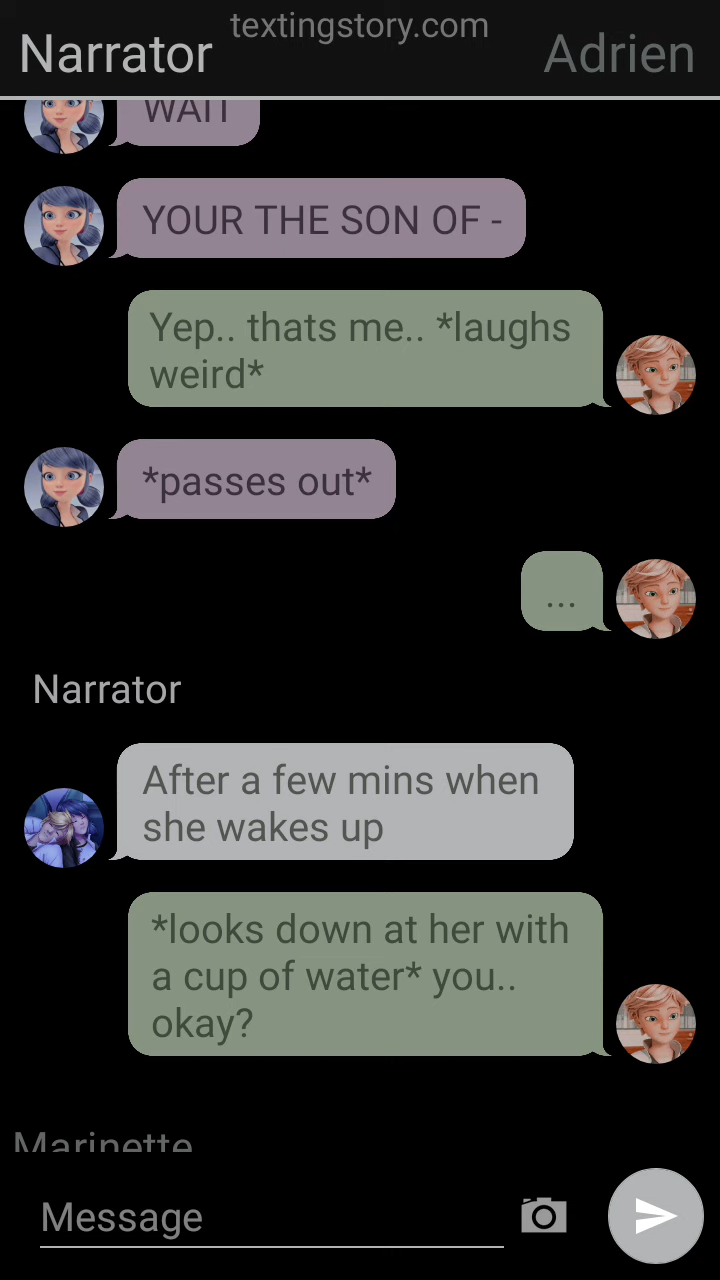 textingstory.com
Narrator
Adrien
WAIT
YOUR THE SON OF -
Yep.. thats me.. *laughs
weird*
*passes out*
...
Narrator
After a few mins when
she wakes up
*looks down at her with
a cup of water* you..
okay?
Marinette
Message